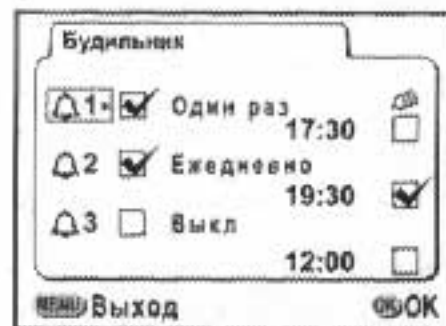 Будильник
1 Один раз
17:30
2 Ежедневно
19:30
3 Выкл
12:00
MENU Выход OK OK